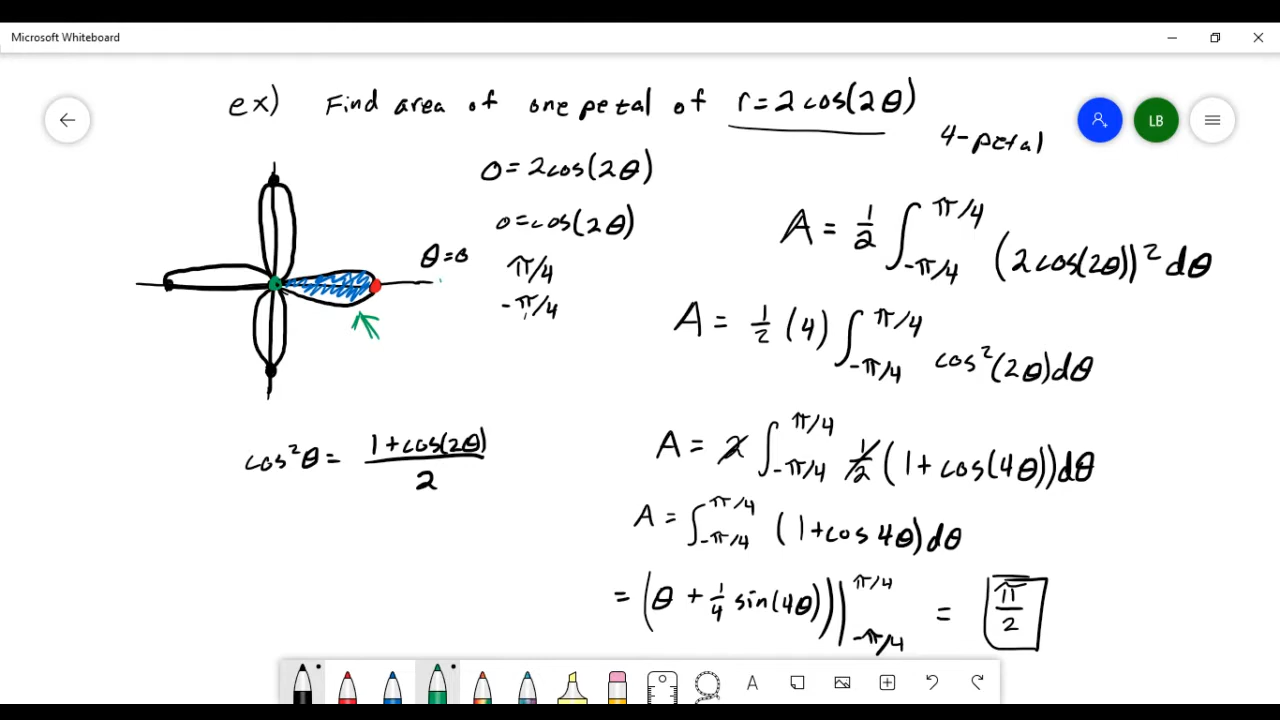 Microsoft Whiteboard
ex) Find area of one petal of r = 2 cos(2θ)
4-petal
LB
0 = 2cos(2θ)
0 = cos(2θ)
θ = 0
π/4
-π/4
A = 1/2 ∫_{-π/4}^{π/4} (2cos(2θ))² dθ
A = 1/2 (4) ∫_{-π/4}^{π/4} cos²(2θ)dθ
cos²θ = (1 + cos(2θ))/2
A = 2 ∫_{-π/4}^{π/4} 1/2 (1 + cos(4θ))dθ
A = ∫_{-π/4}^{π/4} (1 + cos 4θ)dθ
= (θ + 1/4 sin(4θ))|_{-π/4}^{π/4} = π/2